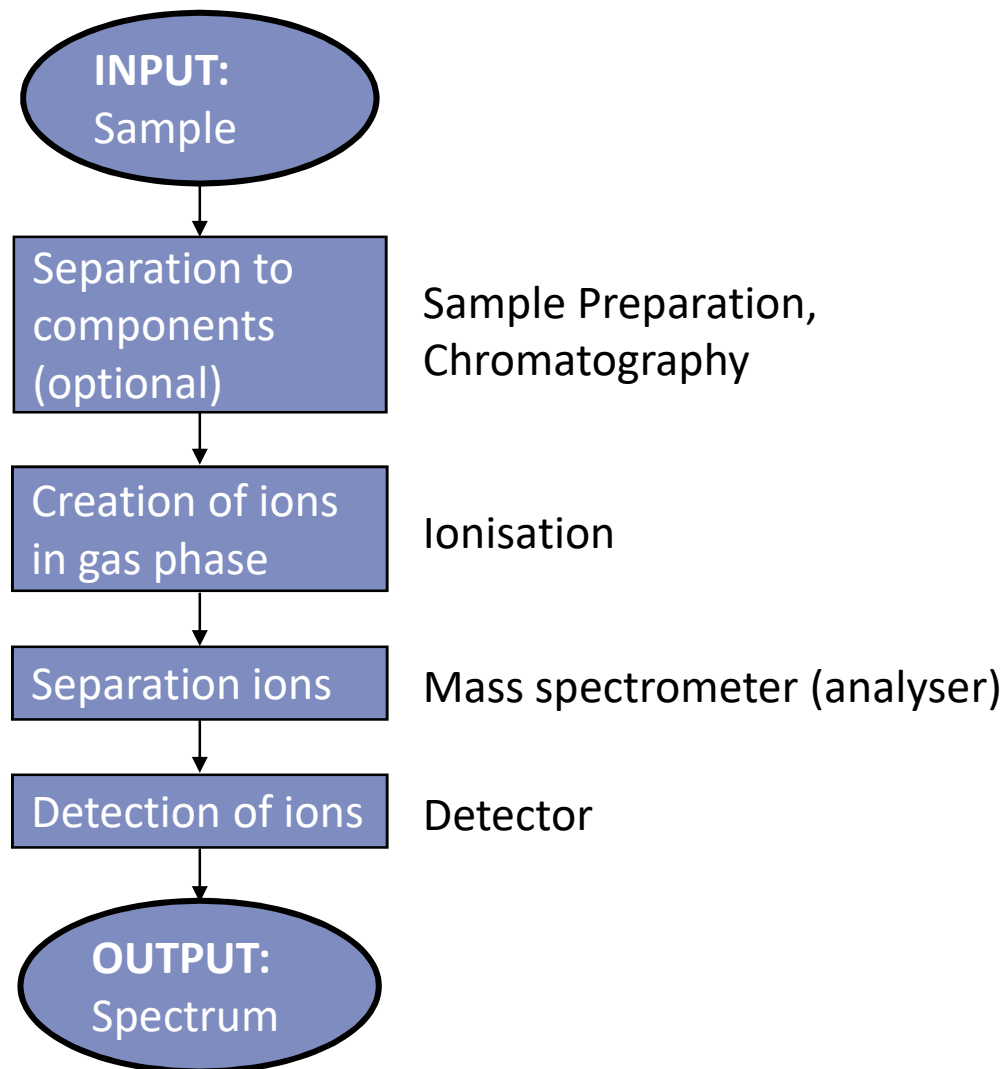 INPUT:
Sample
Separation to
components
(optional)
Sample Preparation,
Chromatography
Creation of ions
in gas phase
Ionisation
Separation ions
Mass spectrometer (analyser)
Detection of ions
Detector
OUTPUT:
Spectrum